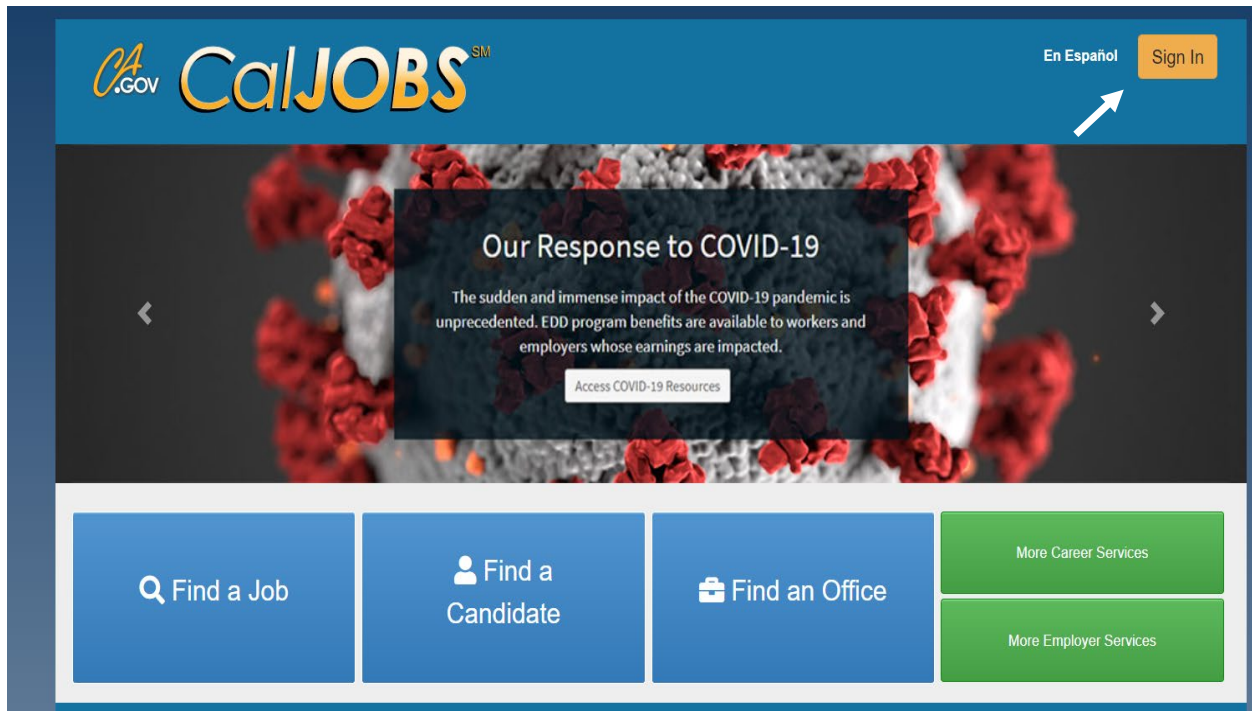 CA.GOV CalJOBS SM
En Español
Sign In
Our Response to COVID-19
The sudden and immense impact of the COVID-19 pandemic is
unprecedented. EDD program benefits are available to workers and
employers whose earnings are impacted.
Access COVID-19 Resources
Find a Job
Find a
Candidate
Find an Office
More Career Services
More Employer Services